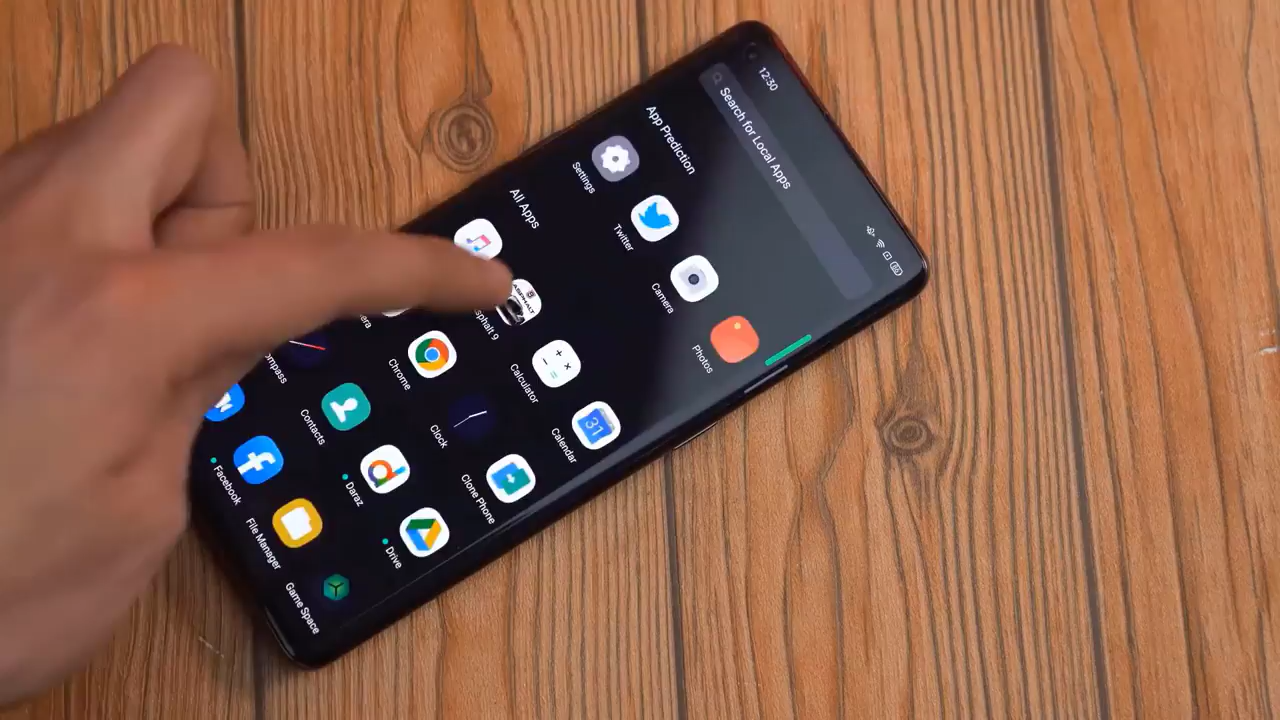 12:30
Search for Local Apps
App Prediction
Settings
Twitter
Camera
Photos
All Apps
ASPHALT
9
Calculator
Calendar
31
Chrome
Clock
Clone Phone
Contacts
Daraz
Drive
Facebook
File Manager
Game Space